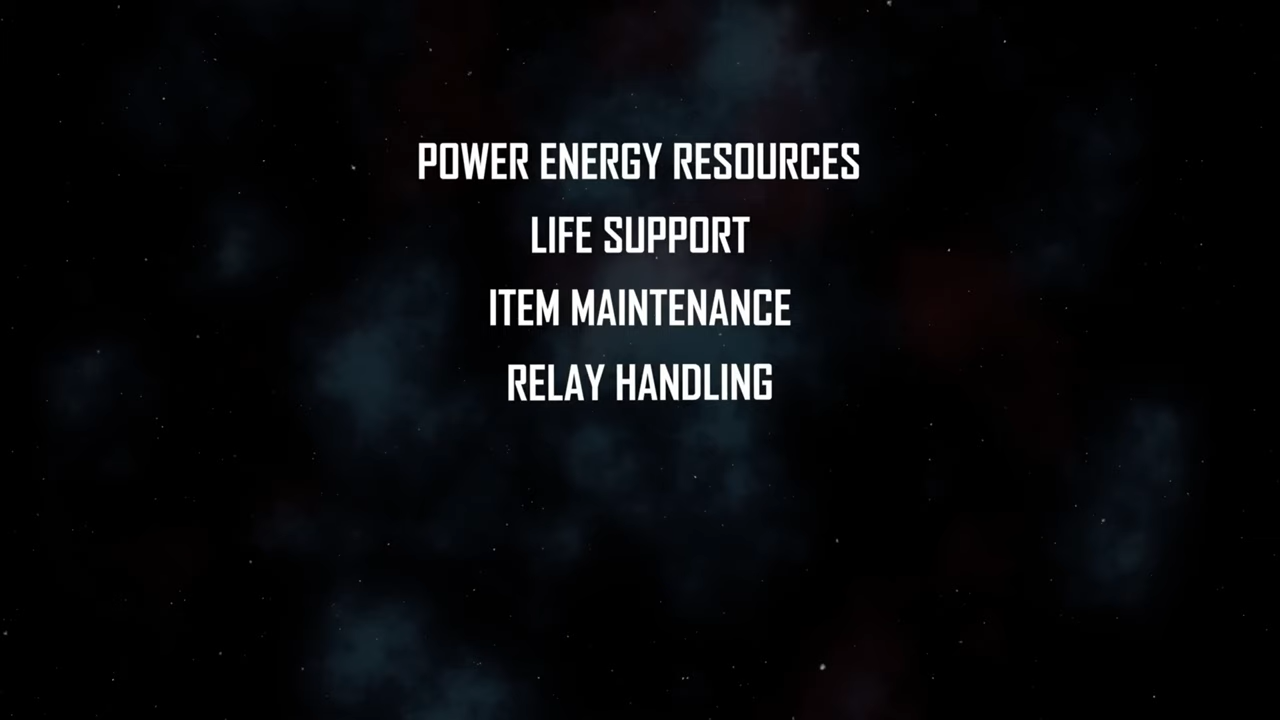 POWER ENERGY RESOURCES
LIFE SUPPORT
ITEM MAINTENANCE
RELAY HANDLING